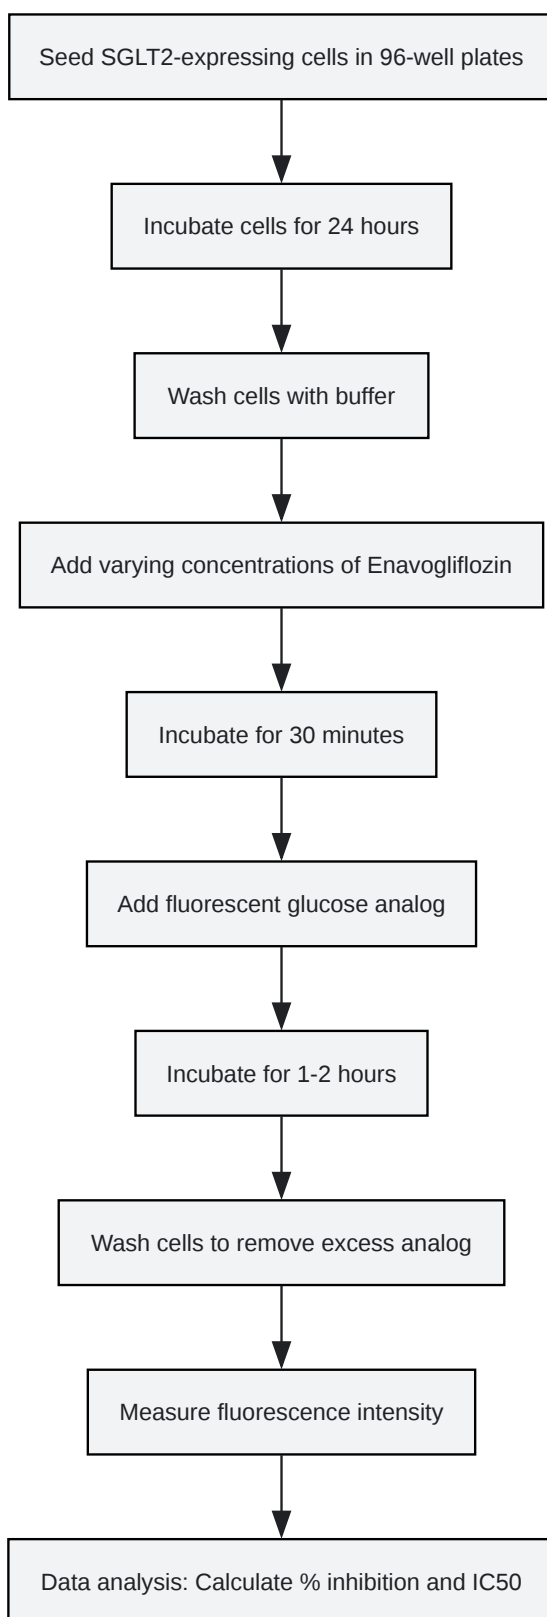 Seed SGLT2-expressing cells in 96-well plates
Incubate cells for 24 hours
Wash cells with buffer
Add varying concentrations of Enavogliflozin
Incubate for 30 minutes
Add fluorescent glucose analog
Incubate for 1-2 hours
Wash cells to remove excess analog
Measure fluorescence intensity
Data analysis: Calculate % inhibition and IC50